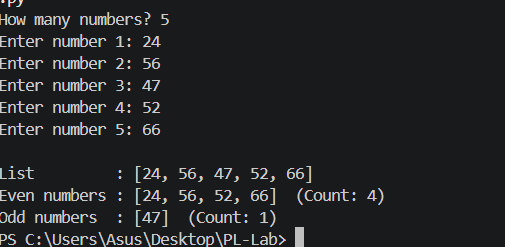 .py
How many numbers? 5
Enter number 1: 24
Enter number 2: 56
Enter number 3: 47
Enter number 4: 52
Enter number 5: 66
List         : [24, 56, 47, 52, 66]
Even numbers : [24, 56, 52, 66]  (Count: 4)
Odd numbers  : [47]  (Count: 1)
PS C:\Users\Asus\Desktop\PL-Lab>